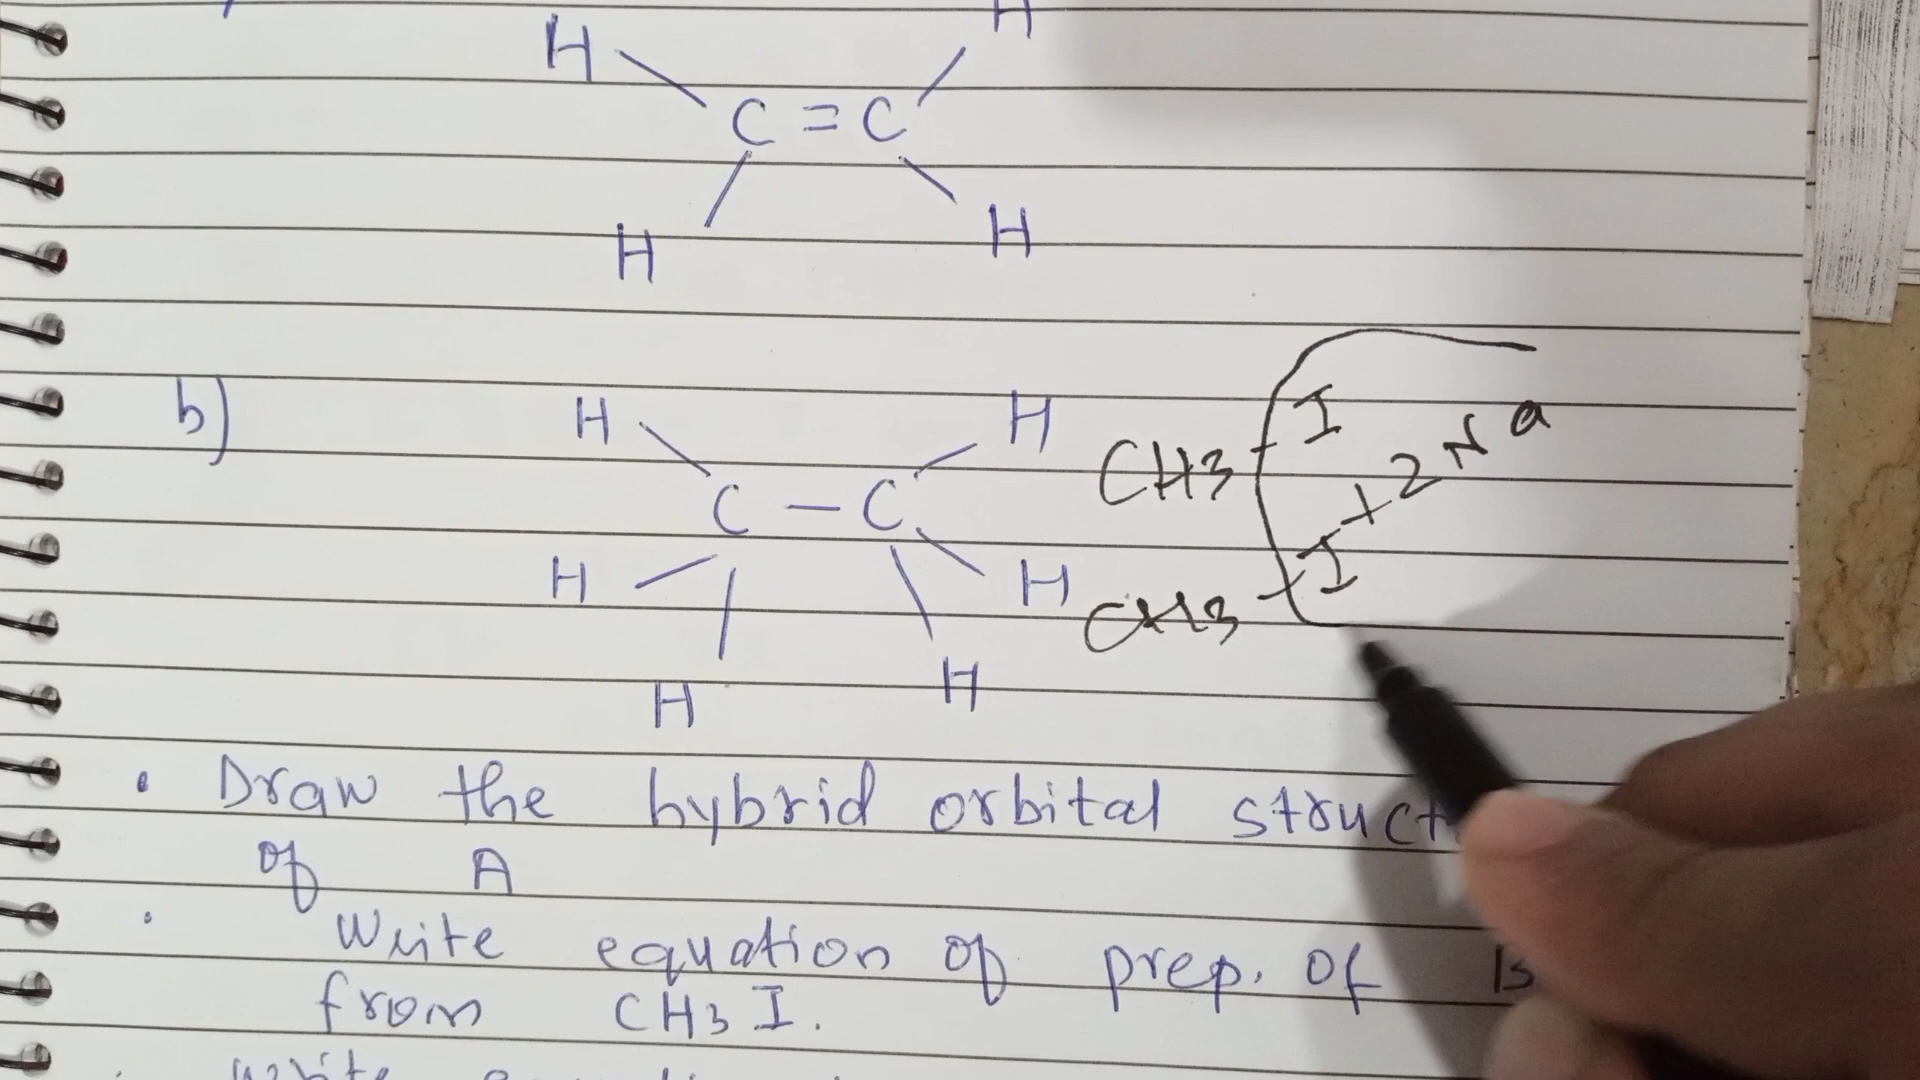 H H
C = C
H H
b) H H
C - C
H H
H H
CH3 - I
+ 2Na
CH3 - I
• Draw the hybrid orbital struct
of A
• Write equation of prep. of B
from CH3 I.